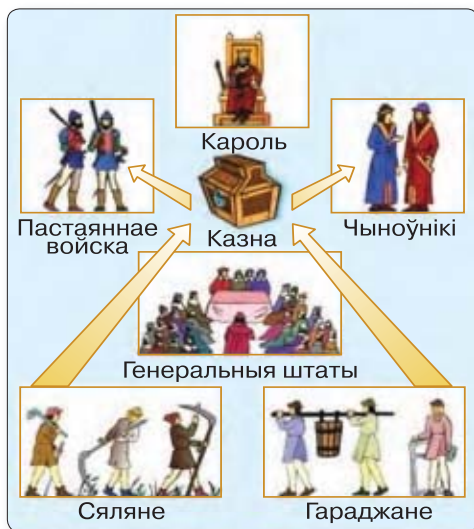 Кароль
Пастаяннае
войска
Казна
Чыноўнікі
Генеральныя штаты
Сяляне
Гараджане